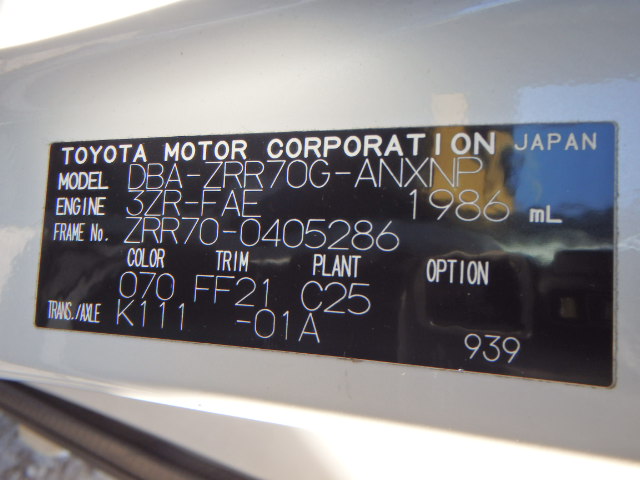 TOYOTA MOTOR CORPORATION JAPAN
MODEL DBA-ZRR70G-ANXNP
ENGINE 3ZR-FAE 1986 mL
FRAME No. ZRR70-0405286
COLOR TRIM PLANT OPTION
070 FF21 C25
TRANS./AXLE K111 -01A
939